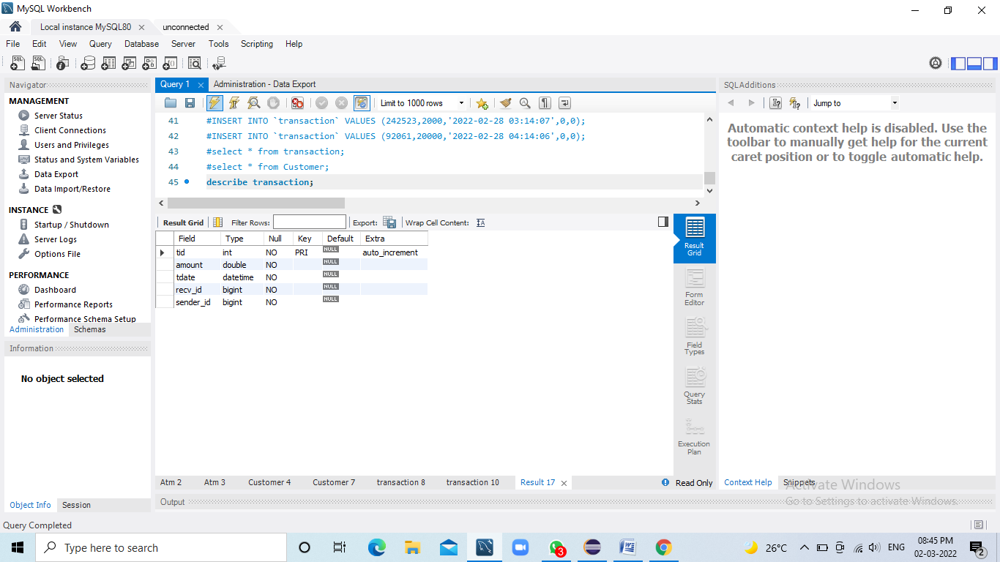 MySQL Workbench
Local instance MySQL80
unconnected
File Edit View Query Database Server Tools Scripting Help
Navigator
MANAGEMENT
Server Status
Client Connections
Users and Privileges
Status and System Variables
Data Export
Data Import/Restore
INSTANCE
Startup / Shutdown
Server Logs
Options File
PERFORMANCE
Dashboard
Performance Reports
Performance Schema Setup
Administration Schemas
Information
No object selected
Object Info Session
Query 1 Administration - Data Export
Limit to 1000 rows
41 #INSERT INTO `transaction` VALUES (242523,2000,'2022-02-28 03:14:07',0,0);
42 #INSERT INTO `transaction` VALUES (92061,20000,'2022-02-28 04:14:06',0,0);
43 #select * from transaction;
44 #select * from Customer;
45 describe transaction;
Result Grid Filter Rows: Export: Wrap Cell Content:
Field Type Null Key Default Extra
tid int NO PRI NULL auto_increment
amount double NO NULL
tdate datetime NO NULL
recv_id bigint NO NULL
sender_id bigint NO NULL
Result
Grid
Form
Editor
Field
Types
Query
Stats
Execution
Plan
Atm 2 Atm 3 Customer 4 Customer 7 transaction 8 transaction 10 Result 17
Read Only
Output
SQLAdditions
Jump to
Automatic context help is disabled. Use the
toolbar to manually get help for the current
caret position or to toggle automatic help.
Context Help Snippets
Activate Windows
Go to Settings to activate Windows.
Query Completed
Type here to search
3
26°C
ENG
08:45 PM
02-03-2022
2